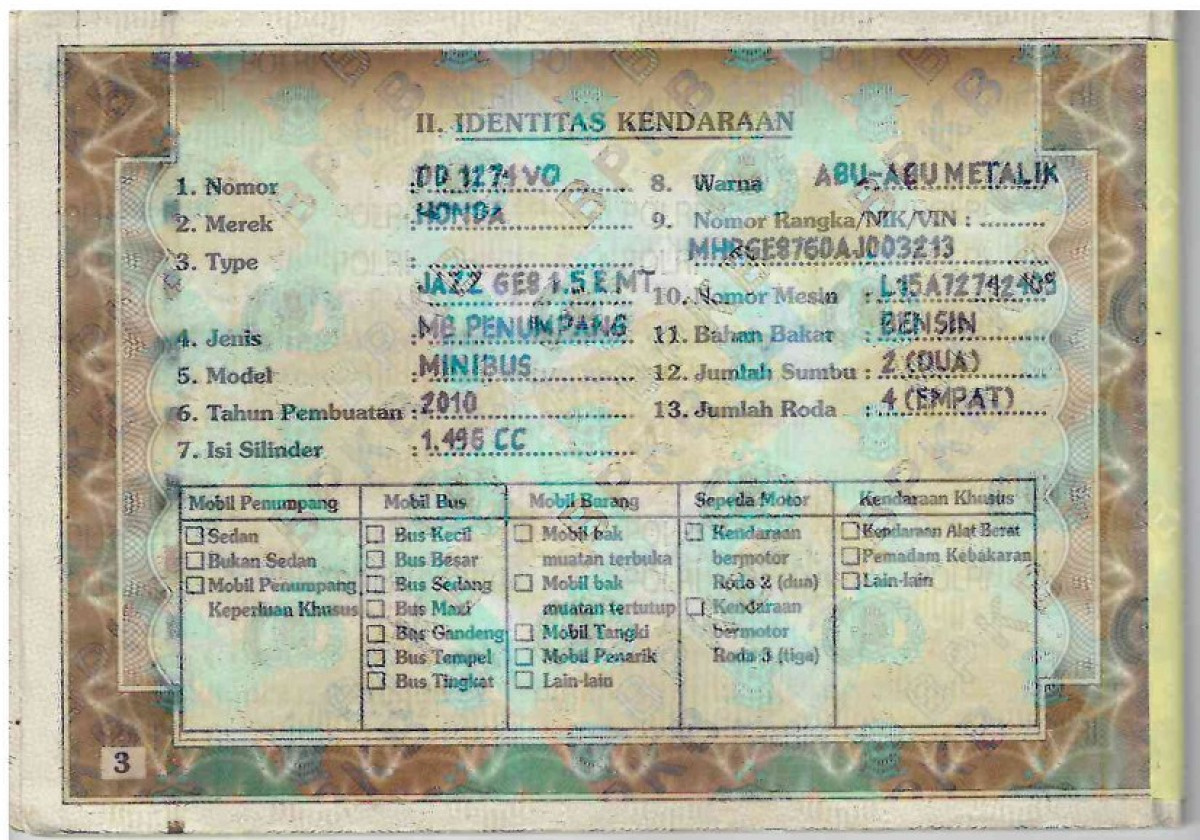 II. IDENTITAS KENDARAAN
1. Nomor : DD 1274 VO
2. Merek : HONDA
3. Type :
JAZZ GE8 1.5 E MT
4. Jenis : MB PENUMPANG
5. Model : MINIBUS
6. Tahun Pembuatan : 2010
7. Isi Silinder : 1.496 CC
8. Warna ABU-ABU METALIK
9. Nomor Rangka/NIK/VIN :
MHRGE8760AJ003213
10. Nomor Mesin :
11. Bahan Bakar : BENSIN
12. Jumlah Sumbu : 2 (DUA)
13. Jumlah Roda : 4 (EMPAT)
Mobil Penumpang
Sedan
Bukan Sedan
Mobil Penumpang
Keperluan Khusus
Mobil Bus
Bus Kecil
Bus Besar
Bus Sedang
Bus Maxi
Bus Gandeng
Bus Tempel
Bus Tingkat
Mobil Barang
Mobil bak
muatan terbuka
Mobil bak
muatan tertutup
Mobil Tangki
Mobil Penarik
Lain-lain
Sepeda Motor
Kendaraan
bermotor
Roda 2 (dua)
Kendaraan
bermotor
Roda 3 (tiga)
Kendaraan Khusus
Kendaraan Alat Berat
Pemadam Kebakaran
Lain-lain
3